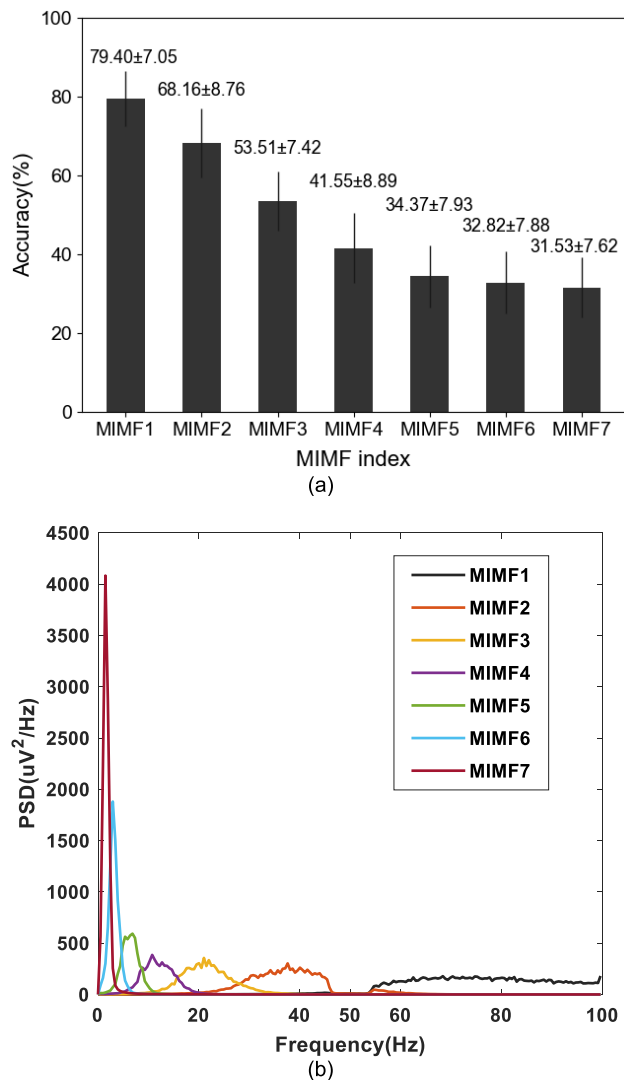 100
80
60
40
20
0
Accuracy(%)
79.40±7.05
68.16±8.76
53.51±7.42
41.55±8.89
34.37±7.93
32.82±7.88
31.53±7.62
MIMF1 MIMF2 MIMF3 MIMF4 MIMF5 MIMF6 MIMF7
MIMF index
(a)
4500
4000
3500
3000
2500
2000
1500
1000
500
0
PSD(uV²/Hz)
MIMF1
MIMF2
MIMF3
MIMF4
MIMF5
MIMF6
MIMF7
0 20 40 50 60 80 100
Frequency(Hz)
(b)